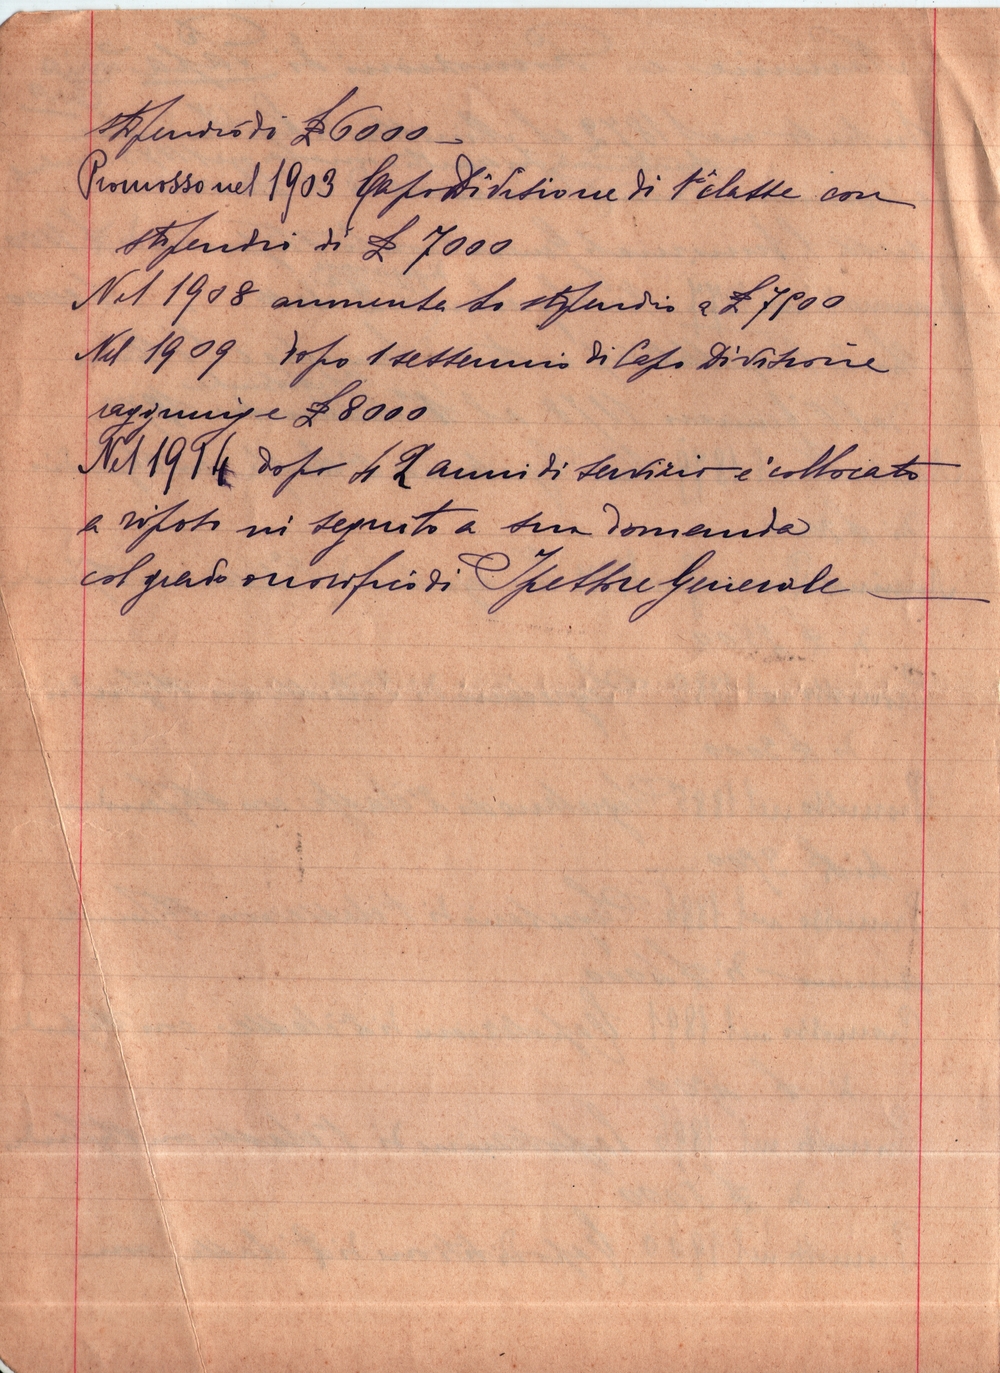 stipendio di £ 6000 –
Promosso nel 1903 Capo Divisione di 1ª classe con
stipendio di £ 7000
Nel 1908 aumenta lo stipendio a £ 7500
Nel 1909 dopo 1 settennio di Capo Divisione
raggiunge £ 8000
Nel 1914 dopo 42 anni di servizio è collocato
a riposo in seguito a sua domanda
col grado onorifico di Ispettore Generale